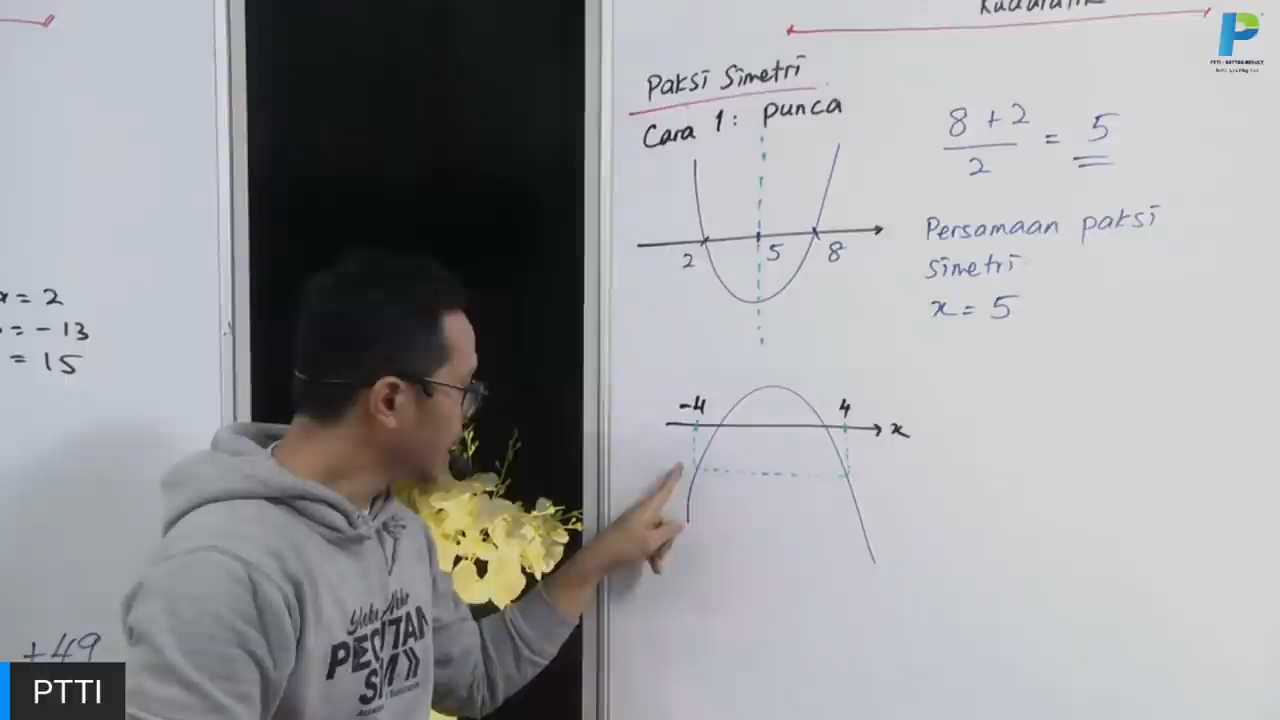 Kuadratik
Paksi Simetri
Cara 1: punca
8 + 2
2
= 5
2
5
8
Persamaan paksi
simetri
x = 5
-4
4
x
x = 2
= -13
= 15
+49
PTTI